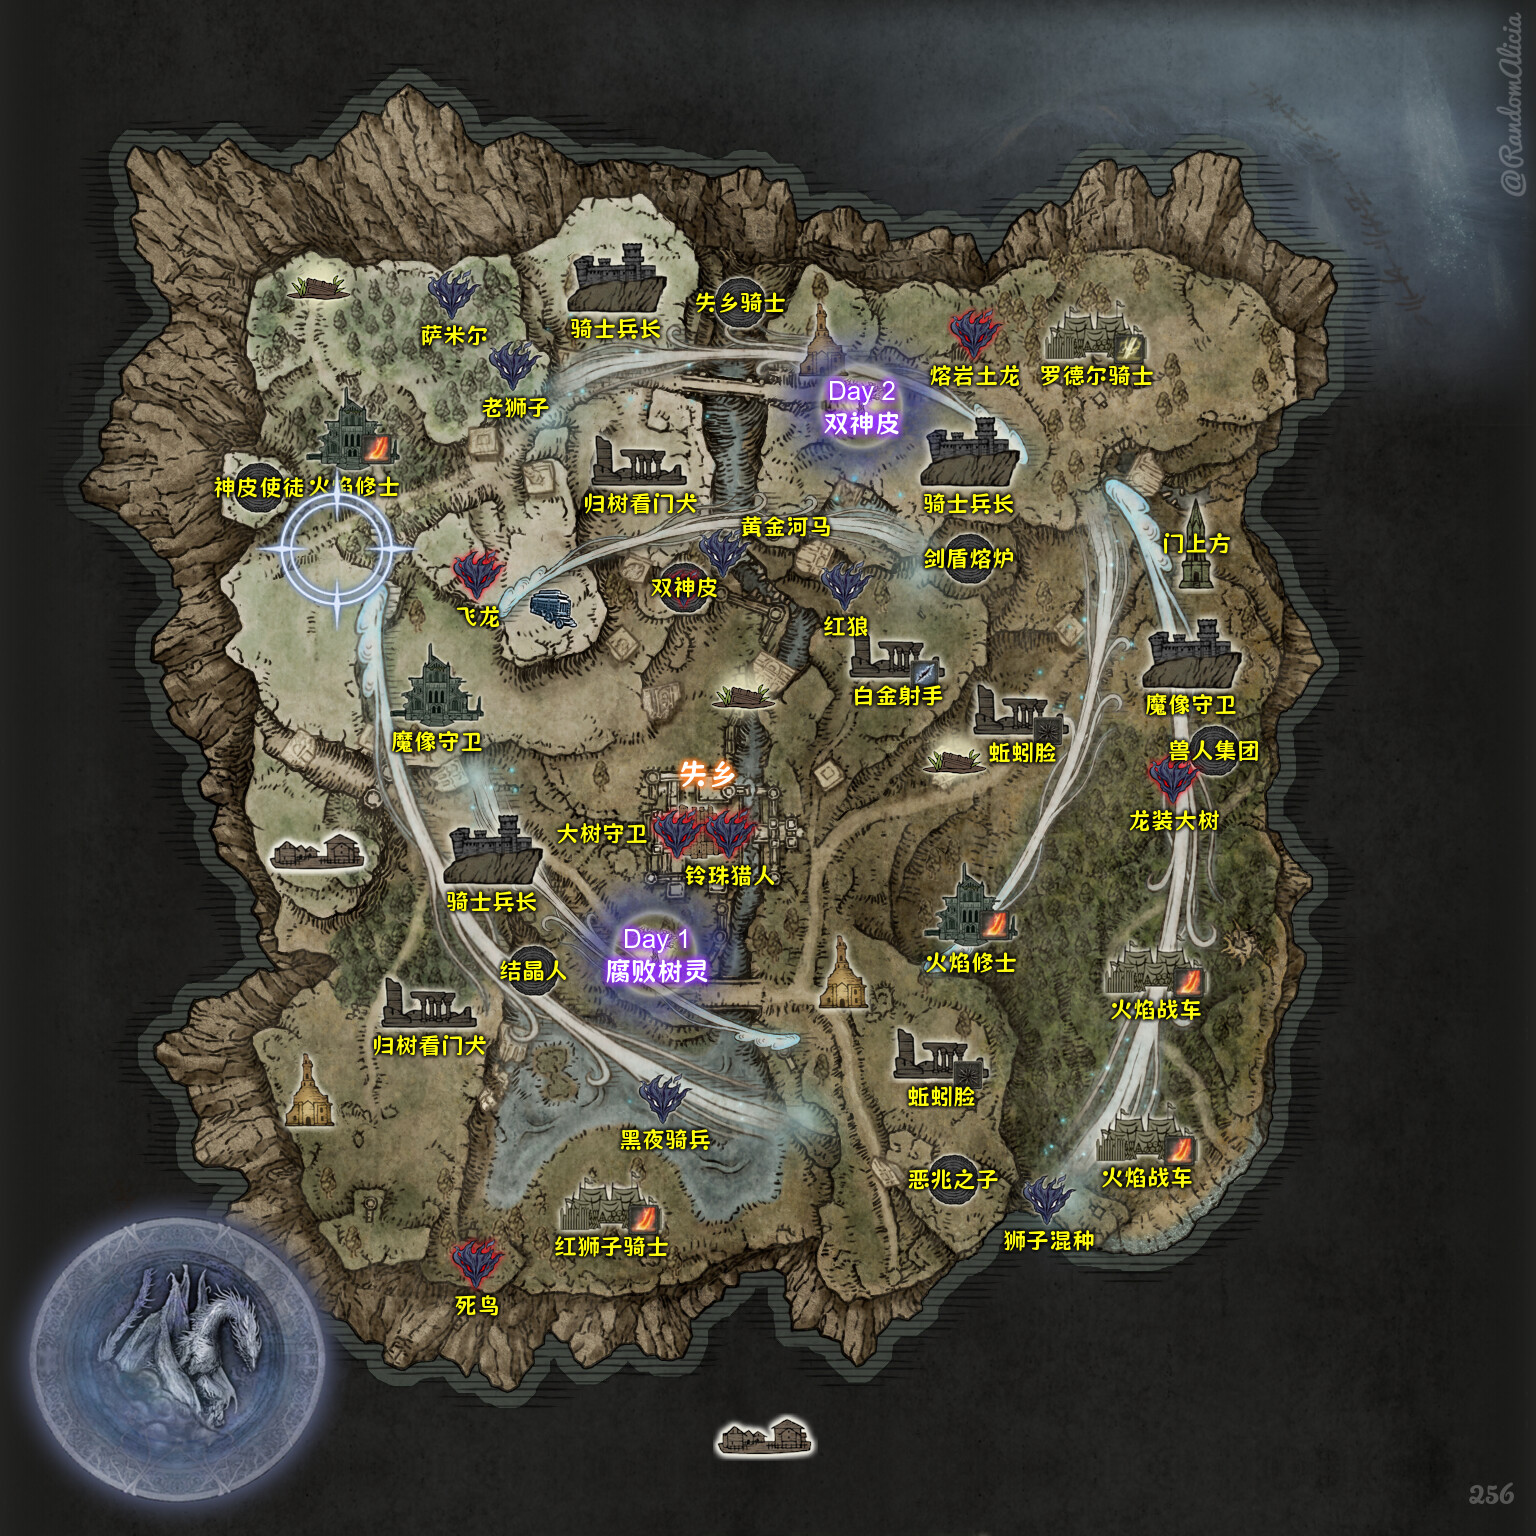 @RandomAlicia
萨米尔
骑士兵长
失乡骑士
老狮子
熔岩土龙
罗德尔骑士
Day 2
双神皮
神皮使徒
火焰修士
归树看门犬
骑士兵长
黄金河马
门上方
剑盾熔炉
双神皮
飞龙
红狼
白金射手
魔像守卫
魔像守卫
蚯蚓脸
兽人集团
失乡
大树守卫
龙装大树
铃珠猎人
骑士兵长
Day 1
腐败树灵
结晶人
火焰修士
火焰战车
归树看门犬
蚯蚓脸
黑夜骑兵
恶兆之子
火焰战车
红狮子骑士
狮子混种
死鸟
256